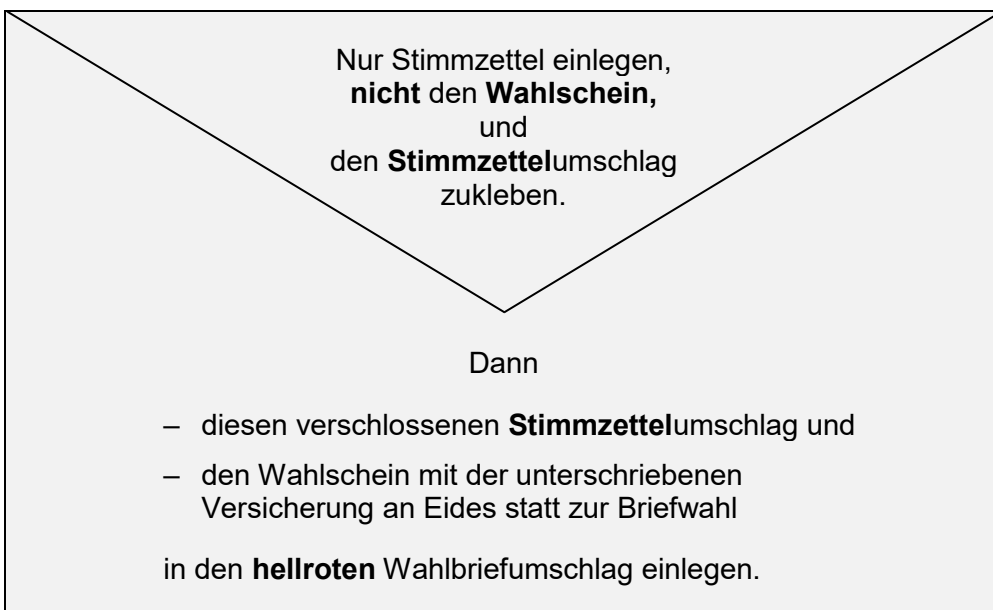 Nur Stimmzettel einlegen,
nicht den Wahlschein,
und
den Stimmzettelumschlag
zukleben.
Dann
– diesen verschlossenen Stimmzettelumschlag und
– den Wahlschein mit der unterschriebenen
Versicherung an Eides statt zur Briefwahl
in den hellroten Wahlbriefumschlag einlegen.